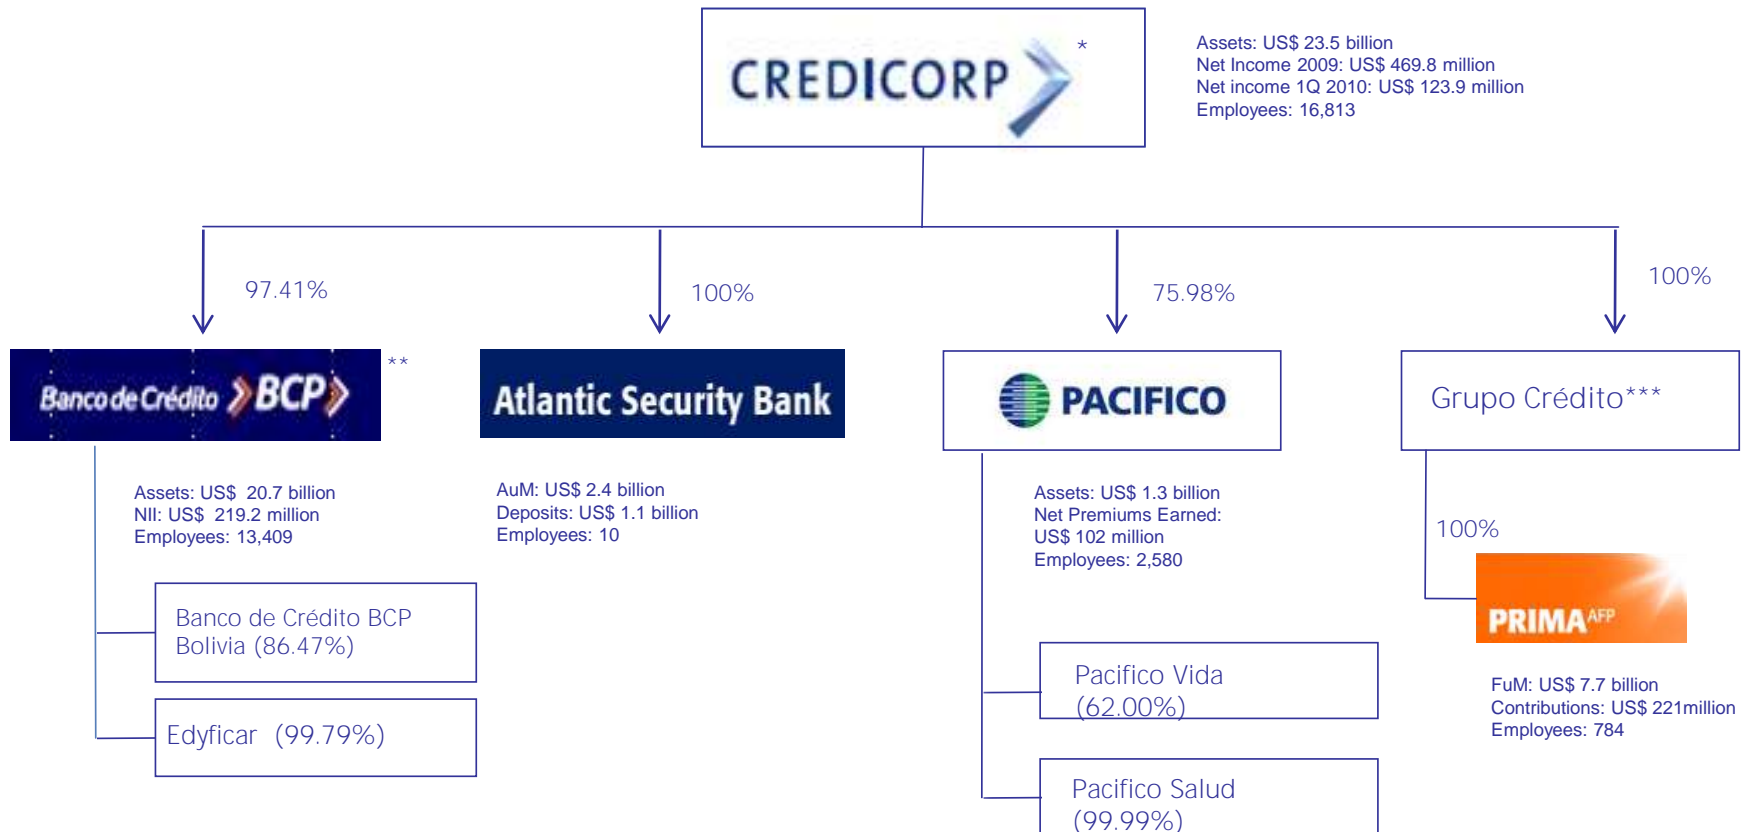 CREDICORP
*
Assets: US$ 23.5 billion
Net Income 2009: US$ 469.8 million
Net income 1Q 2010: US$ 123.9 million
Employees: 16,813
97.41%
100%
75.98%
100%
Banco de Crédito BCP
**
Atlantic Security Bank
PACIFICO
Grupo Crédito***
Assets: US$ 20.7 billion
NII: US$ 219.2 million
Employees: 13,409
AuM: US$ 2.4 billion
Deposits: US$ 1.1 billion
Employees: 10
Assets: US$ 1.3 billion
Net Premiums Earned:
US$ 102 million
Employees: 2,580
100%
PRIMA AFP
Banco de Crédito BCP
Bolivia (86.47%)
Edyficar (99.79%)
Pacifico Vida
(62.00%)
Pacifico Salud
(99.99%)
FuM: US$ 7.7 billion
Contributions: US$ 221million
Employees: 784